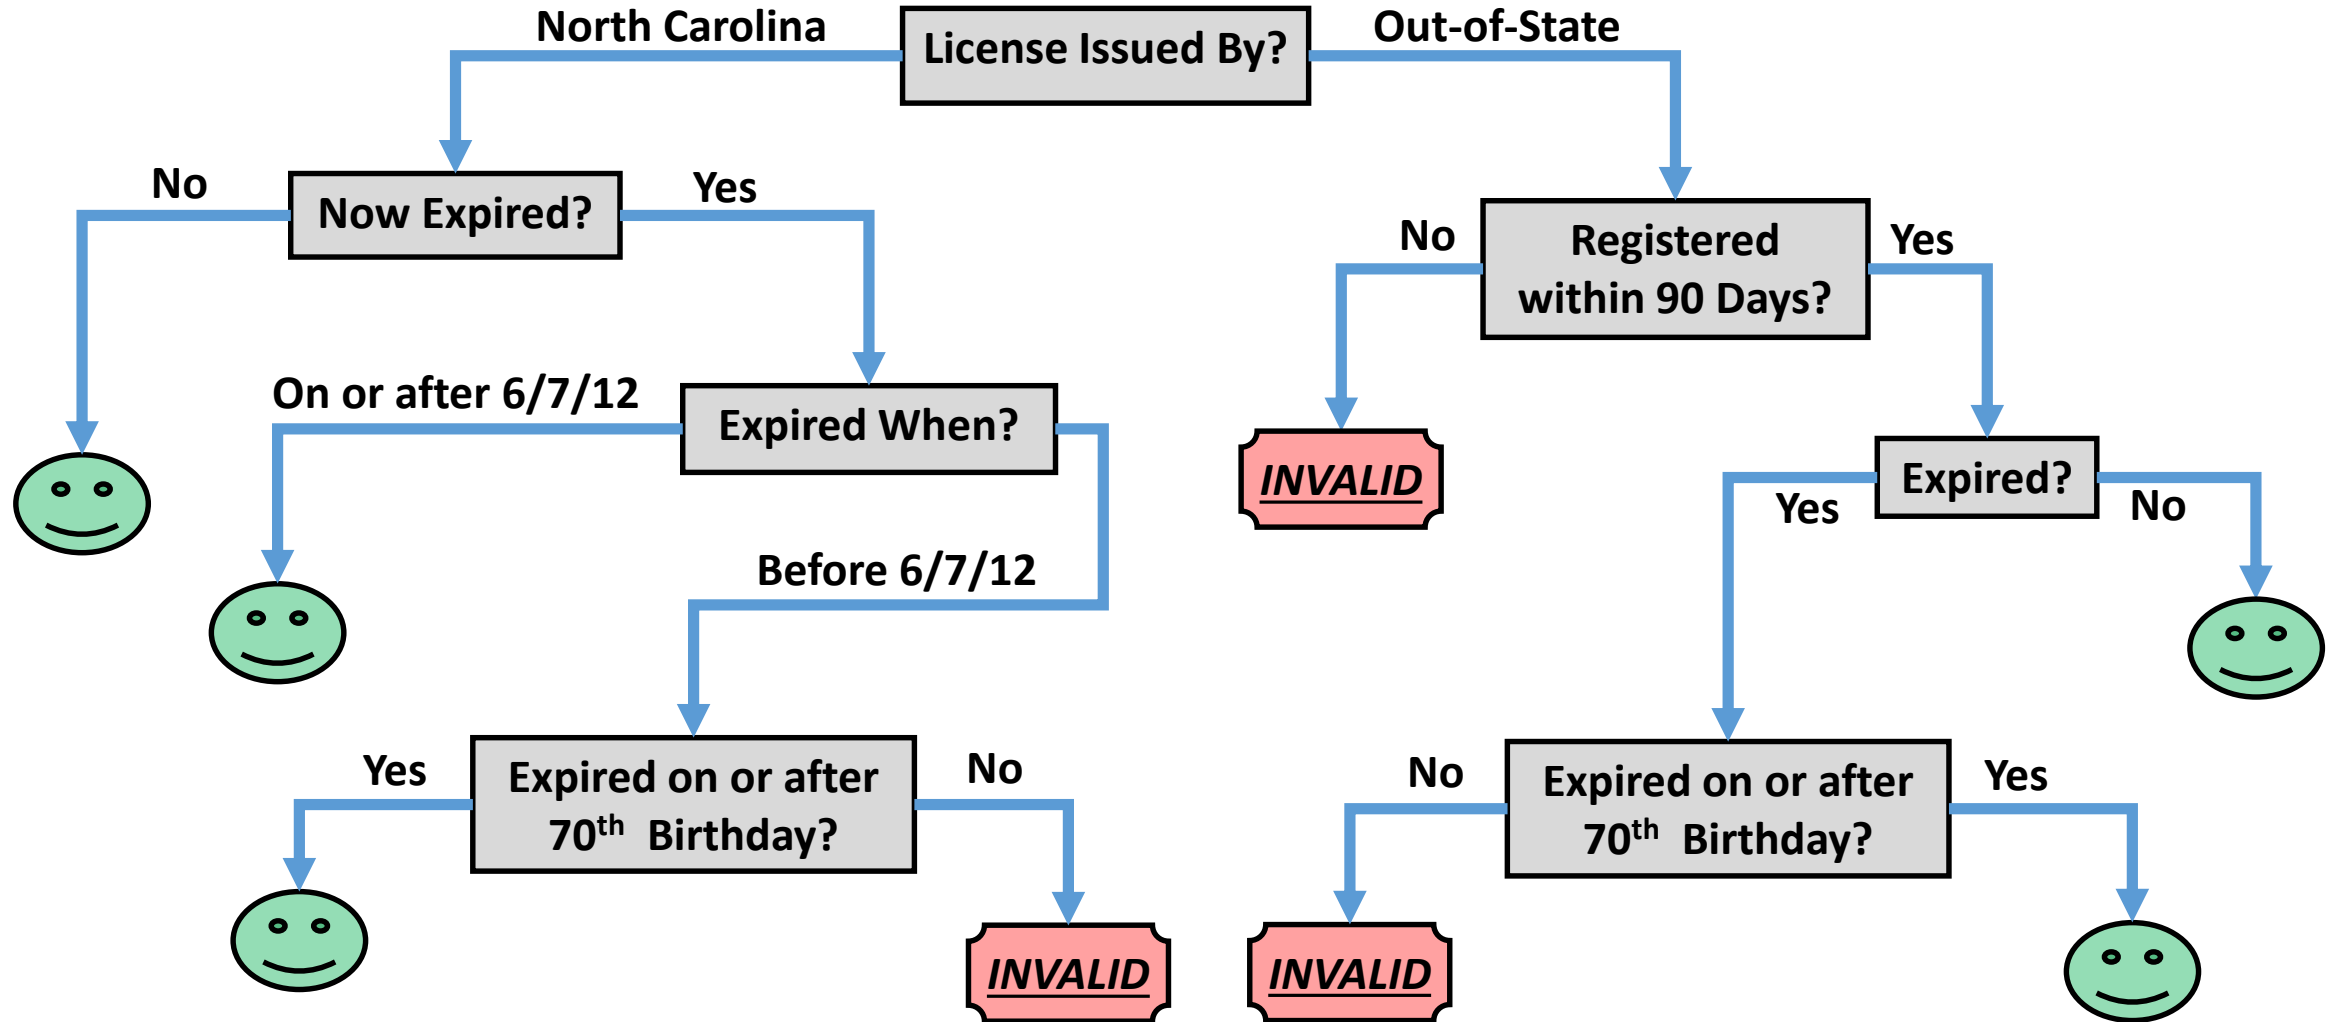 North Carolina
License Issued By?
Out-of-State
No
Now Expired?
Yes
No
Registered
within 90 Days?
Yes
On or after 6/7/12
Expired When?
INVALID
Expired?
Yes
No
Before 6/7/12
Yes
Expired on or after
70th Birthday?
No
No
Expired on or after
70th Birthday?
Yes
INVALID
INVALID